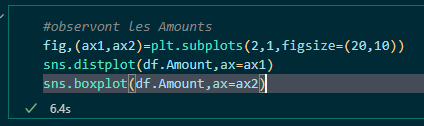 #observont les Amounts
fig,(ax1,ax2)=plt.subplots(2,1,figsize=(20,10))
sns.distplot(df.Amount,ax=ax1)
sns.boxplot(df.Amount,ax=ax2)
6.4s